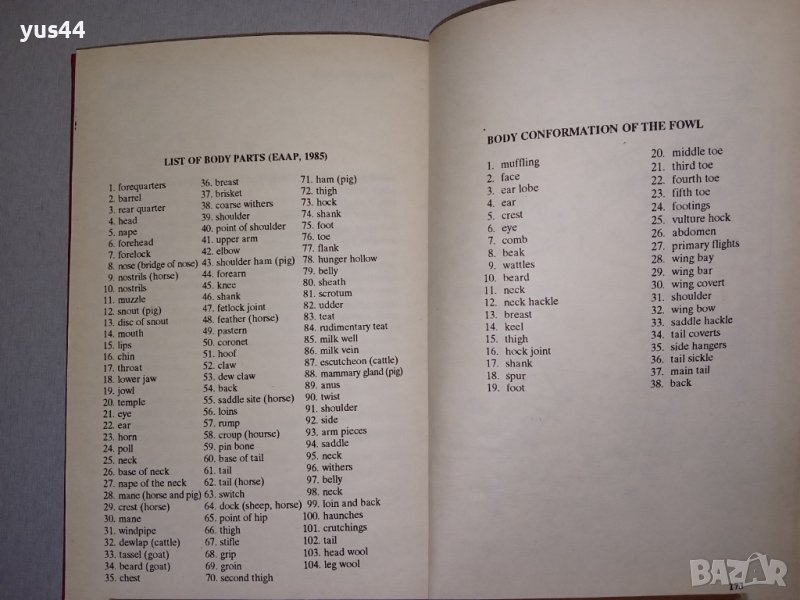 yus44
LIST OF BODY PARTS (EAAP, 1985)
1. forequarters
2. barrel
3. rear quarter
4. head
5. nape
6. forehead
7. forelock
8. nose (bridge of nose)
9. nostrils (horse)
10. nostrils
11. muzzle
12. snout (pig)
13. disc of snout
14. mouth
15. lips
16. chin
17. throat
18. lower jaw
19. jowl
20. temple
21. eye
22. ear
23. horn
24. poll
25. neck
26. base of neck
27. nape of the neck
28. mane (horse and pig)
29. crest (horse)
30. mane
31. windpipe
32. dewlap (cattle)
33. tassel (goat)
34. beard (goat)
35. chest
36. breast
37. brisket
38. coarse withers
39. shoulder
40. point of shoulder
41. upper arm
42. elbow
43. shoulder ham (pig)
44. forearn
45. knee
46. shank
47. fetlock joint
48. feather (horse)
49. pastern
50. coronet
51. hoof
52. claw
53. dew claw
54. back
55. saddle site (horse)
56. loins
57. rump
58. croup (hourse)
59. pin bone
60. base of tail
61. tail
62. tail (horse)
63. switch
64. dock (sheep, horse)
65. point of hip
66. thigh
67. stifle
68. grip
69. groin
70. second thigh
71. ham (pig)
72. thigh
73. hock
74. shank
75. foot
76. toe
77. flank
78. hunger hollow
79. belly
80. sheath
81. scrotum
82. udder
83. teat
84. rudimentary teat
85. milk well
86. milk vein
87. escutcheon (cattle)
88. mammary gland (pig)
89. anus
90. twist
91. shoulder
92. side
93. arm pieces
94. saddle
95. neck
96. withers
97. belly
98. neck
99. loin and back
100. haunches
101. crutchings
102. tail
103. head wool
104. leg wool
BODY CONFORMATION OF THE FOWL
1. muffling
2. face
3. ear lobe
4. ear
5. crest
6. eye
7. comb
8. beak
9. wattles
10. beard
11. neck
12. neck hackle
13. breast
14. keel
15. thigh
16. hock joint
17. shank
18. spur
19. foot
20. middle toe
21. third toe
22. fourth toe
23. fifth toe
24. footings
25. vulture hock
26. abdomen
27. primary flights
28. wing bay
29. wing bar
30. wing covert
31. shoulder
32. wing bow
33. saddle hackle
34. tail coverts
35. side hangers
36. tail sickle
37. main tail
38. back
BAZAR